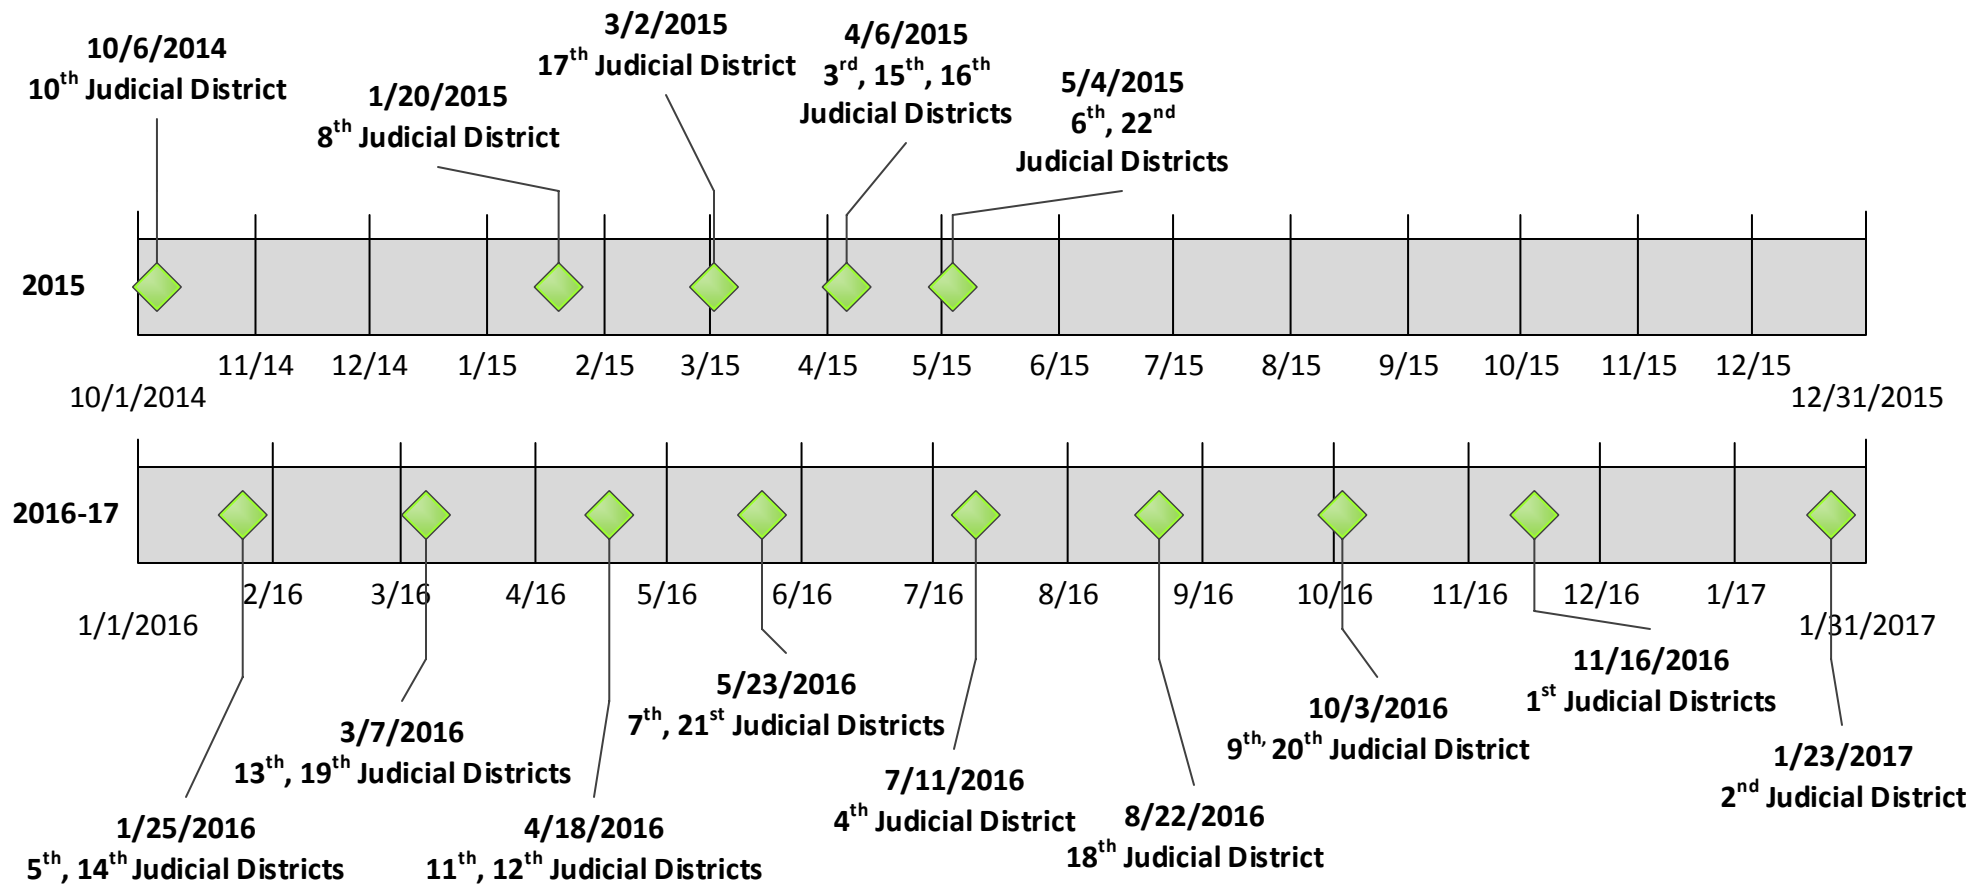 10/6/2014
10th Judicial District
1/20/2015
8th Judicial District
3/2/2015
17th Judicial District
4/6/2015
3rd, 15th, 16th
Judicial Districts
5/4/2015
6th, 22nd
Judicial Districts
2015
11/14 12/14 1/15 2/15 3/15 4/15 5/15 6/15 7/15 8/15 9/15 10/15 11/15 12/15
10/1/2014 12/31/2015
2016-17
2/16 3/16 4/16 5/16 6/16 7/16 8/16 9/16 10/16 11/16 12/16 1/17
1/1/2016 1/31/2017
1/25/2016
5th, 14th Judicial Districts
3/7/2016
13th, 19th Judicial Districts
4/18/2016
11th, 12th Judicial Districts
5/23/2016
7th, 21st Judicial Districts
7/11/2016
4th Judicial District
8/22/2016
18th Judicial District
10/3/2016
9th, 20th Judicial District
11/16/2016
1st Judicial Districts
1/23/2017
2nd Judicial District